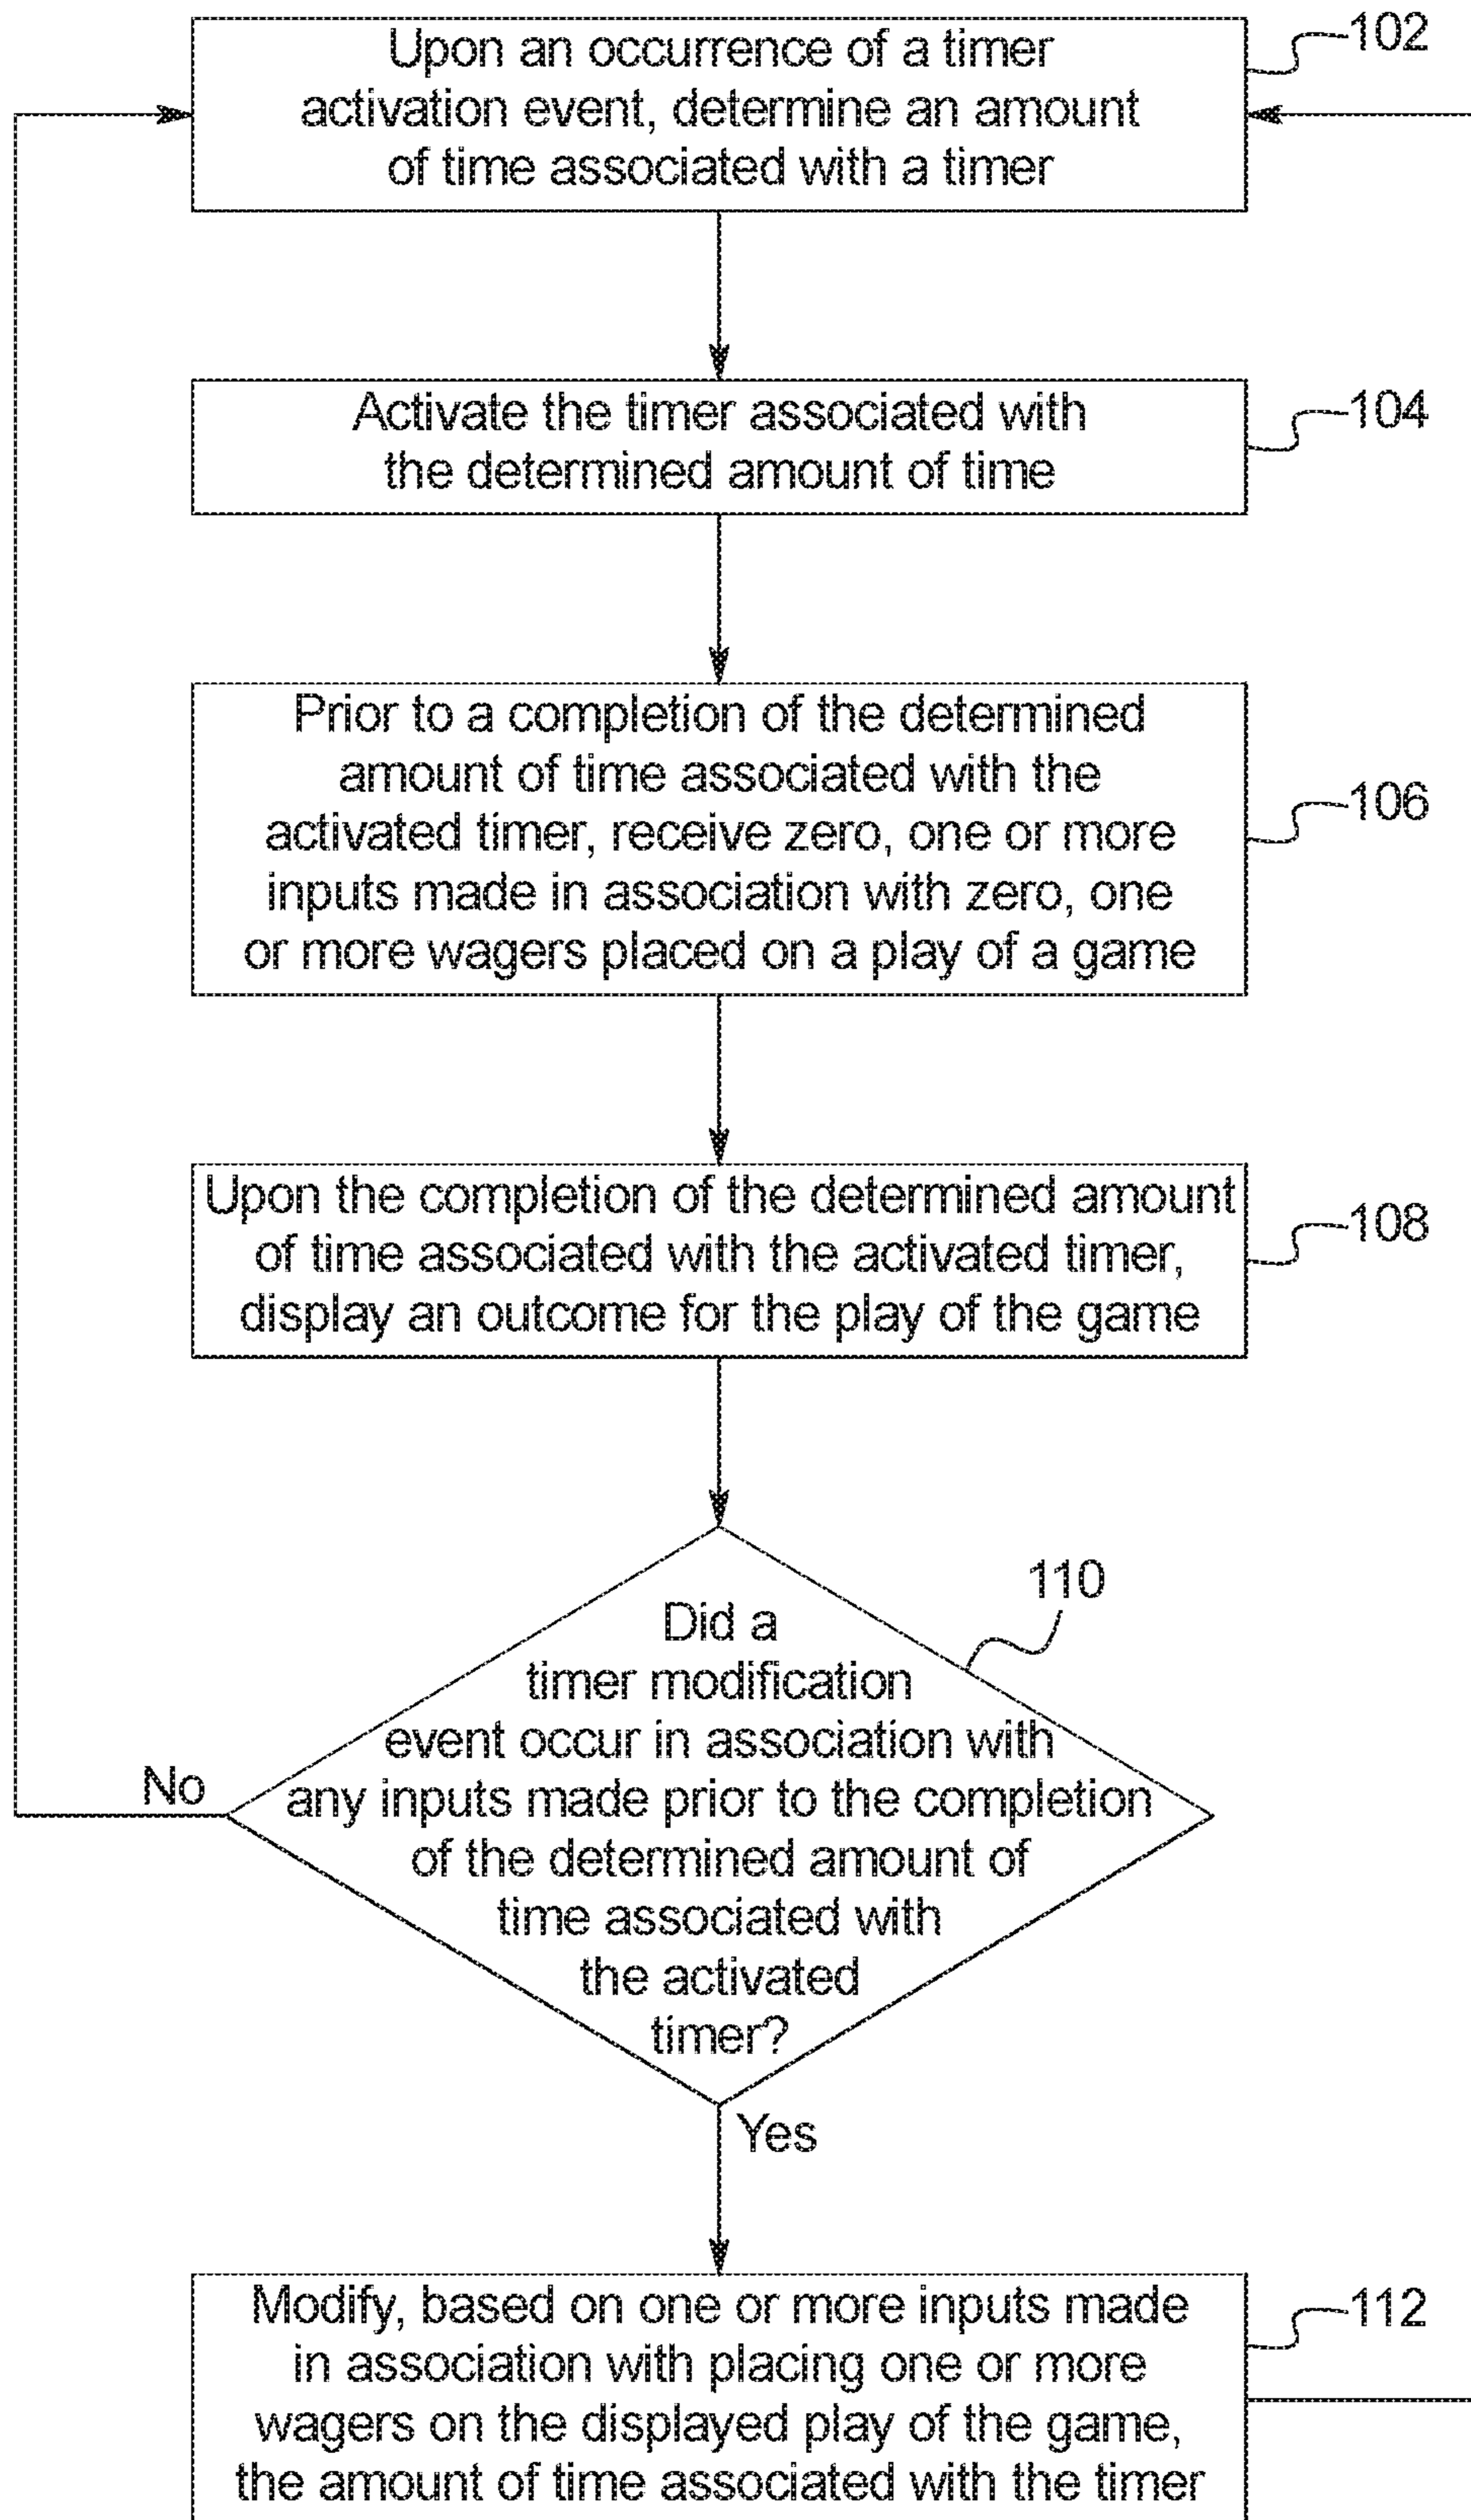 Upon an occurrence of a timer
activation event, determine an amount
of time associated with a timer
102
Activate the timer associated with
the determined amount of time
104
Prior to a completion of the determined
amount of time associated with the
activated timer, receive zero, one or more
inputs made in association with zero, one
or more wagers placed on a play of a game
106
Upon the completion of the determined amount
of time associated with the activated timer,
display an outcome for the play of the game
108
110
Did a
timer modification
event occur in association with
any inputs made prior to the completion
of the determined amount of
time associated with
the activated
timer?
No
Yes
Modify, based on one or more inputs made
in association with placing one or more
wagers on the displayed play of the game,
the amount of time associated with the timer
112